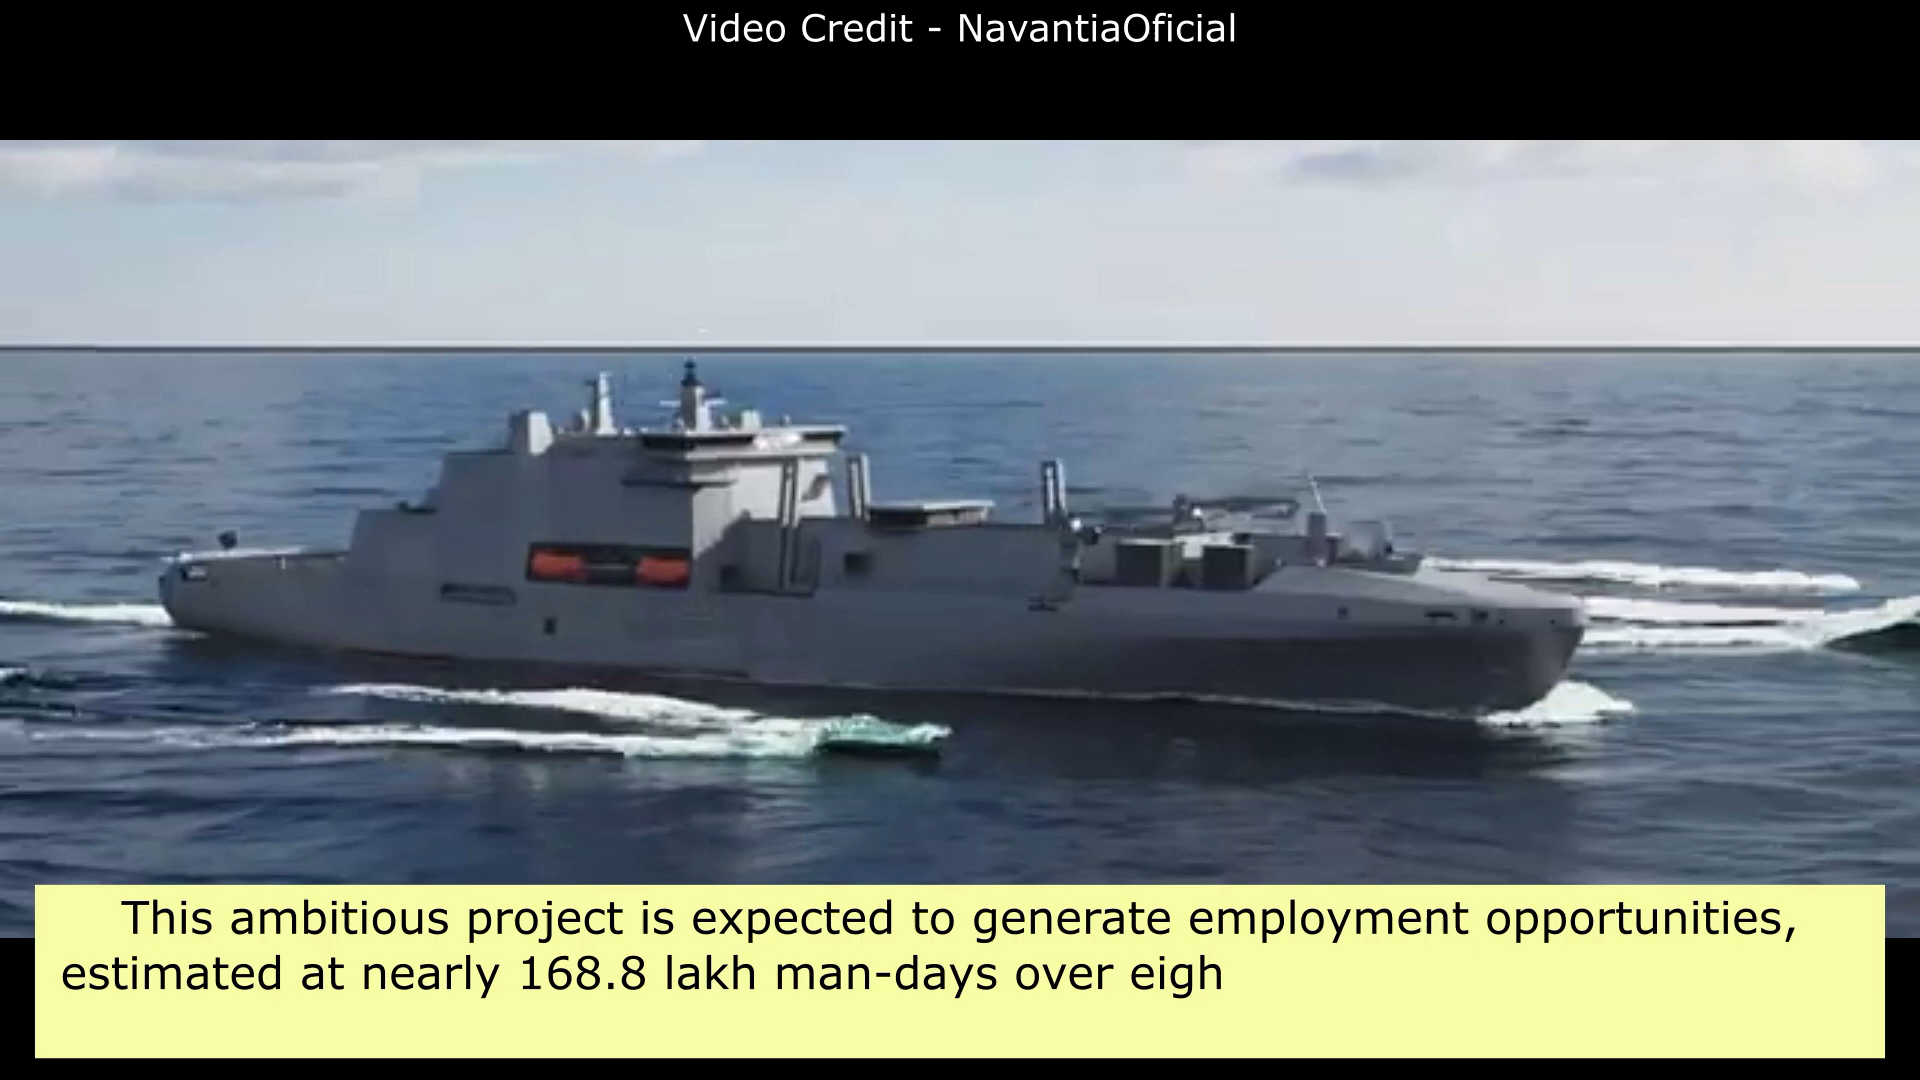 Video Credit - NavantiaOficial
This ambitious project is expected to generate employment opportunities,
estimated at nearly 168.8 lakh man-days over eigh